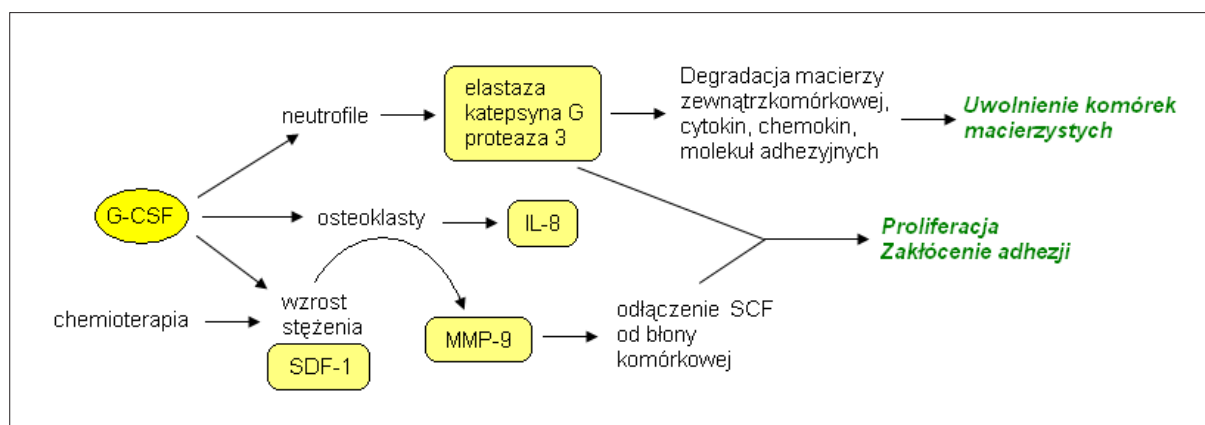 neutrofile
elastaza
katepsyna G
proteaza 3
Degradacja macierzy
zewnątrzkomórkowej,
cytokin, chemokin,
molekuł adhezyjnych
Uwolnienie komórek
macierzystych
G-CSF
osteoklasty
IL-8
Proliferacja
Zakłócenie adhezji
chemioterapia
wzrost
stężenia
SDF-1
MMP-9
odłączenie SCF
od błony
komórkowej